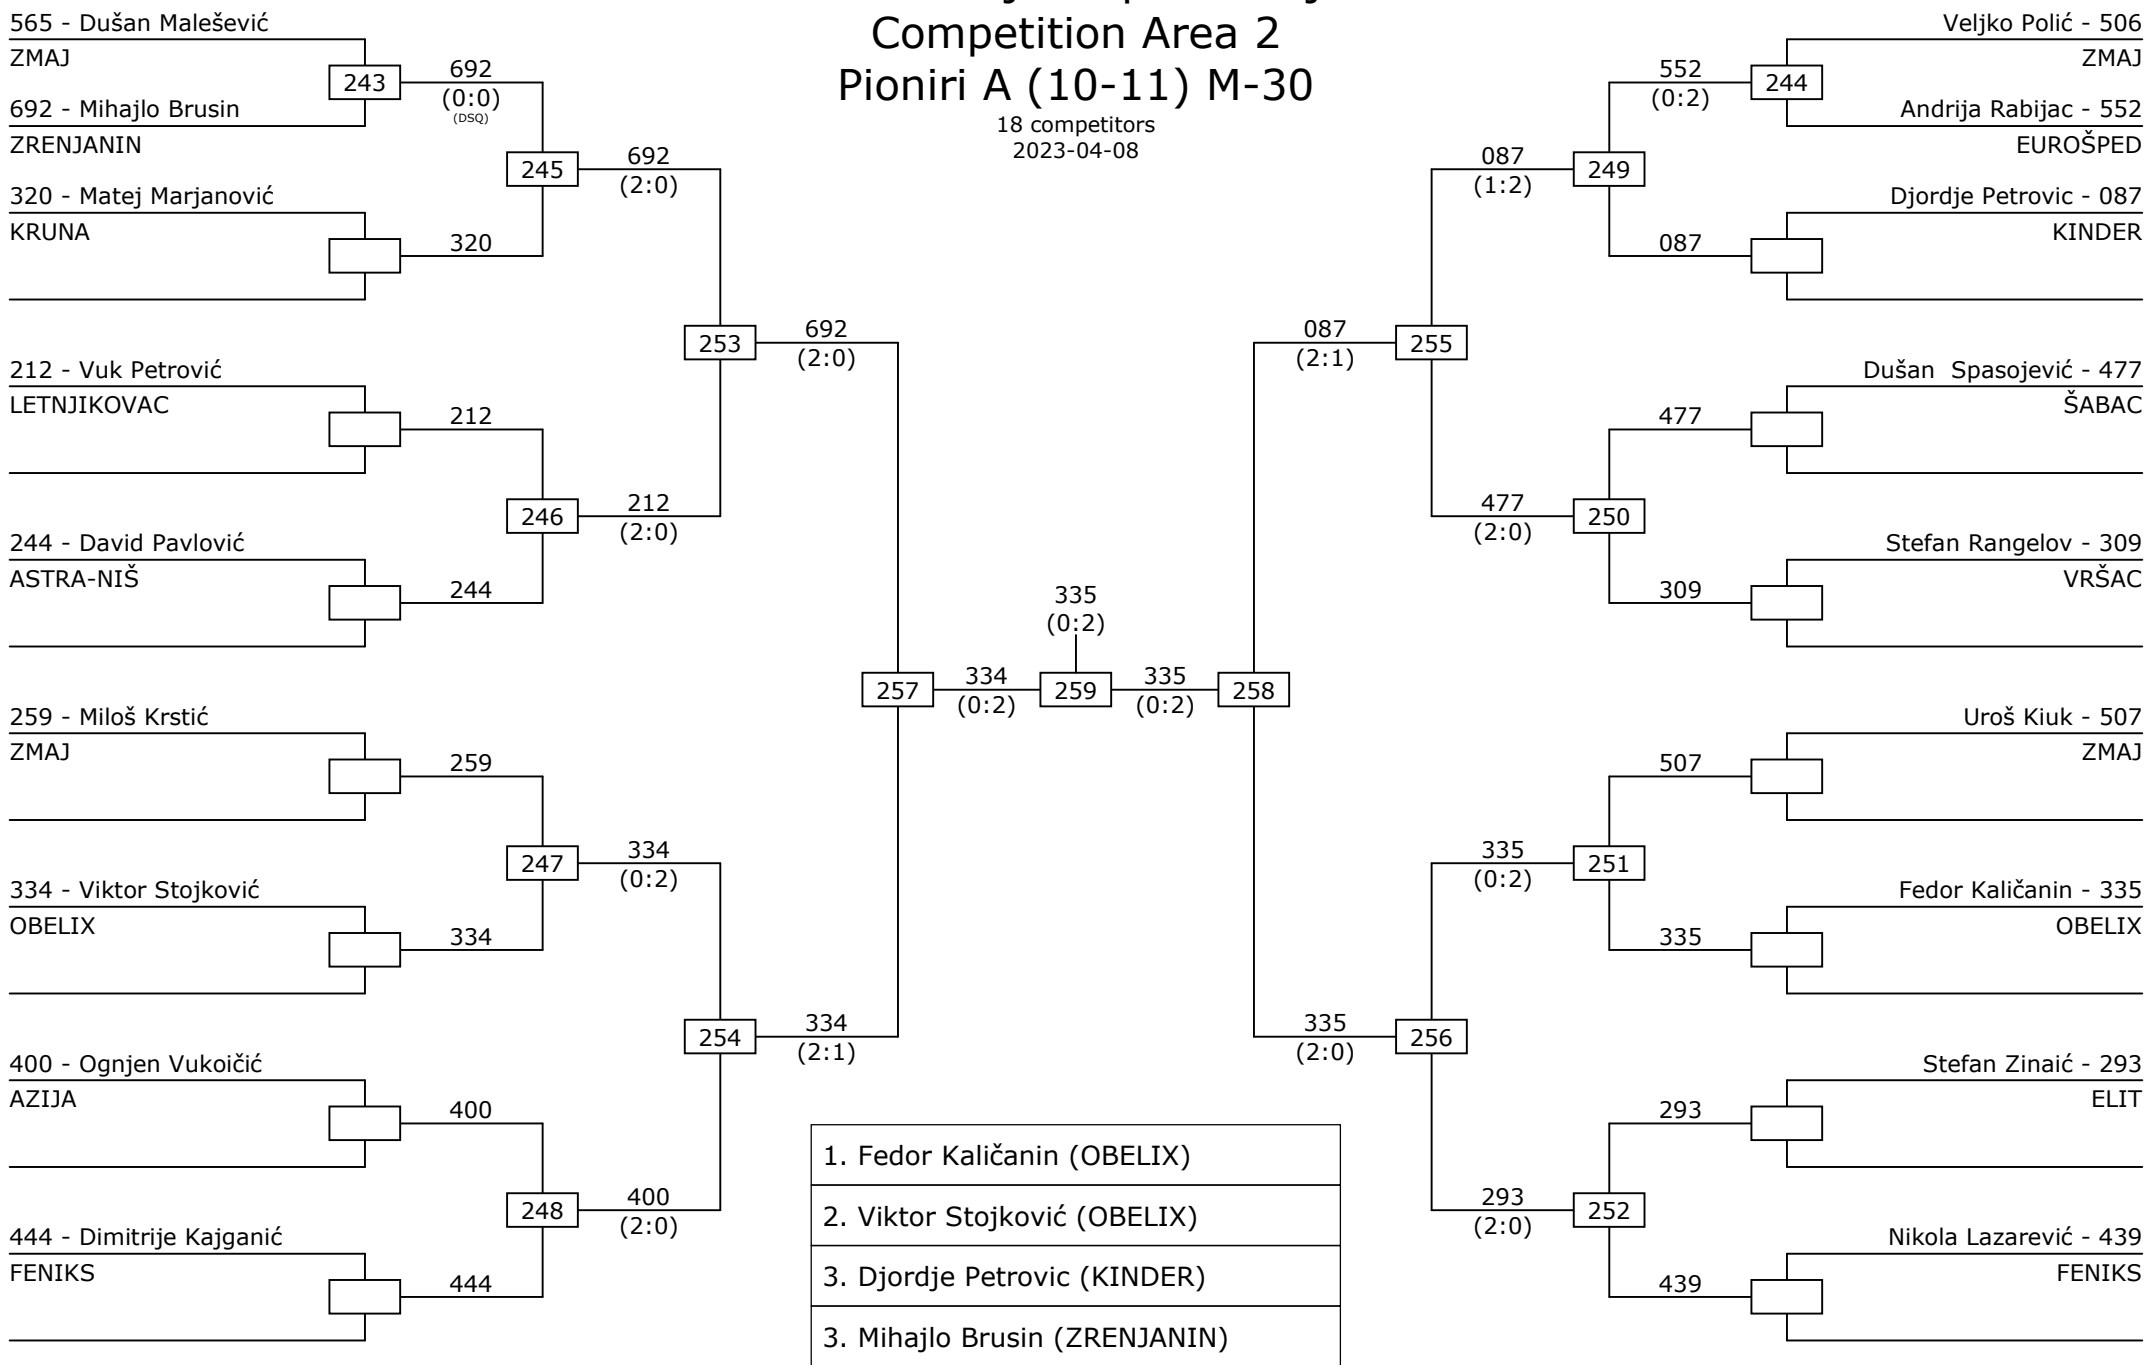 Competition Area 2
Pioniri A (10-11) M-30
18 competitors
2023-04-08
565 - Dušan Malešević
ZMAJ
243
692
(0:0)
(DSQ)
692 - Mihajlo Brusin
ZRENJANIN
245
692
(2:0)
320 - Matej Marjanović
KRUNA
320
253
692
(2:0)
212 - Vuk Petrović
LETNJIKOVAC
212
246
212
(2:0)
244 - David Pavlović
ASTRA-NIŠ
244
257
334
(0:2)
259
335
(0:2)
335
(0:2)
258
259 - Miloš Krstić
ZMAJ
259
247
334
(0:2)
334 - Viktor Stojković
OBELIX
334
254
334
(2:1)
400 - Ognjen Vukoičić
AZIJA
400
248
400
(2:0)
444 - Dimitrije Kajganić
FENIKS
444
Veljko Polić - 506
ZMAJ
552
(0:2)
244
Andrija Rabijac - 552
EUROŠPED
087
(1:2)
249
Djordje Petrovic - 087
KINDER
087
087
(2:1)
255
Dušan  Spasojević - 477
ŠABAC
477
477
(2:0)
250
Stefan Rangelov - 309
VRŠAC
309
Uroš Kiuk - 507
ZMAJ
507
335
(0:2)
251
Fedor Kaličanin - 335
OBELIX
335
335
(2:0)
256
Stefan Zinaić - 293
ELIT
293
293
(2:0)
252
Nikola Lazarević - 439
FENIKS
439
1. Fedor Kaličanin (OBELIX)
2. Viktor Stojković (OBELIX)
3. Djordje Petrovic (KINDER)
3. Mihajlo Brusin (ZRENJANIN)